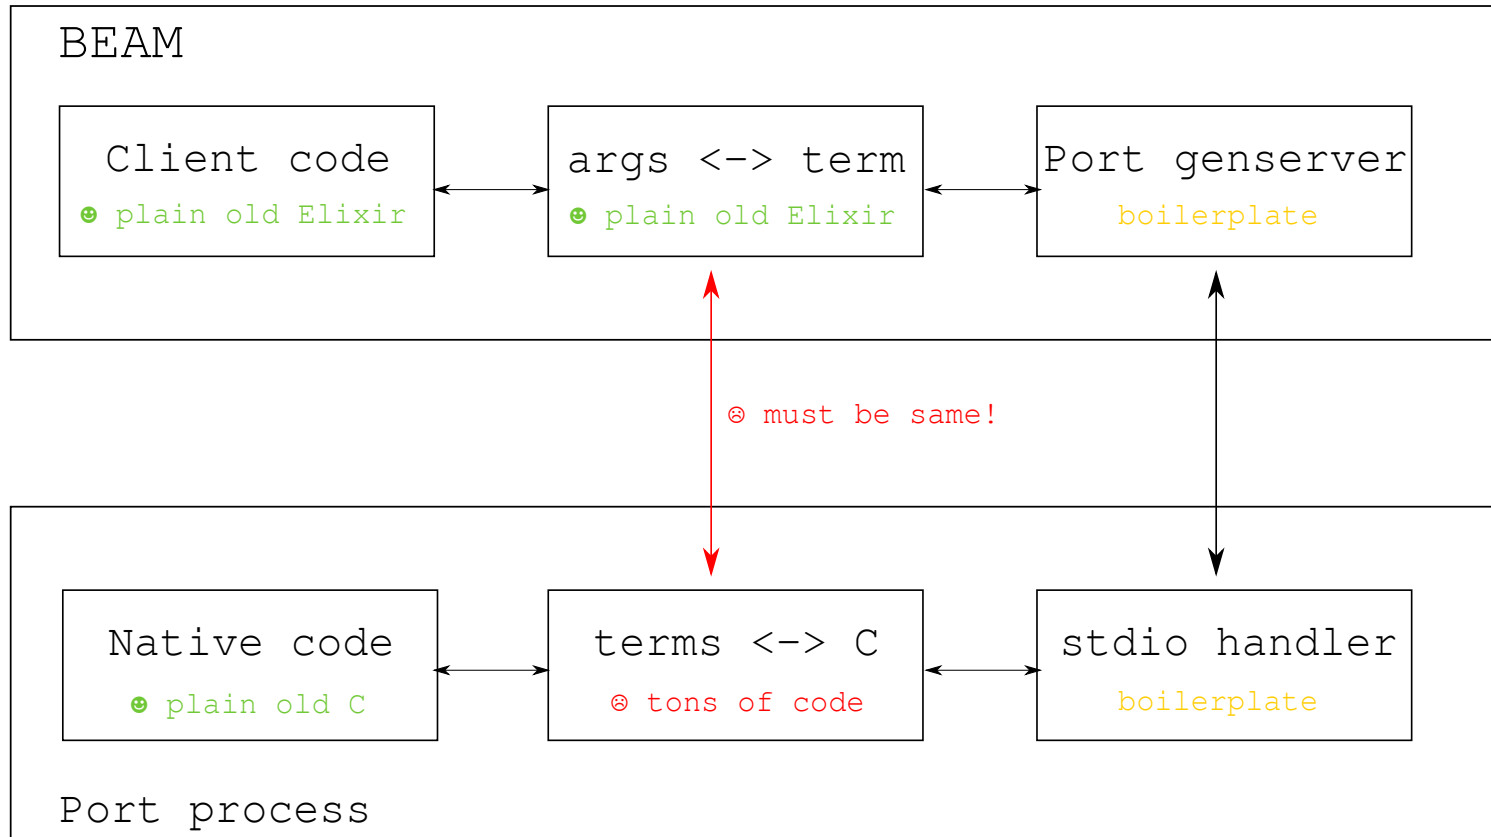 BEAM
Client code
☻ plain old Elixir
args <-> term
☻ plain old Elixir
Port genserver
boilerplate
☹ must be same!
Native code
☻ plain old C
terms <-> C
☹ tons of code
stdio handler
boilerplate
Port process